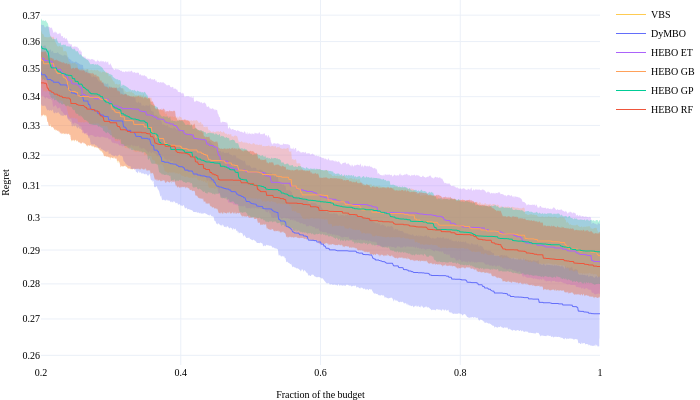 0.37
0.36
0.35
0.34
0.33
0.32
0.31
0.3
0.29
0.28
0.27
0.26
Regret
0.2
0.4
0.6
0.8
1
Fraction of the budget
VBS
DyMBO
HEBO ET
HEBO GB
HEBO GP
HEBO RF